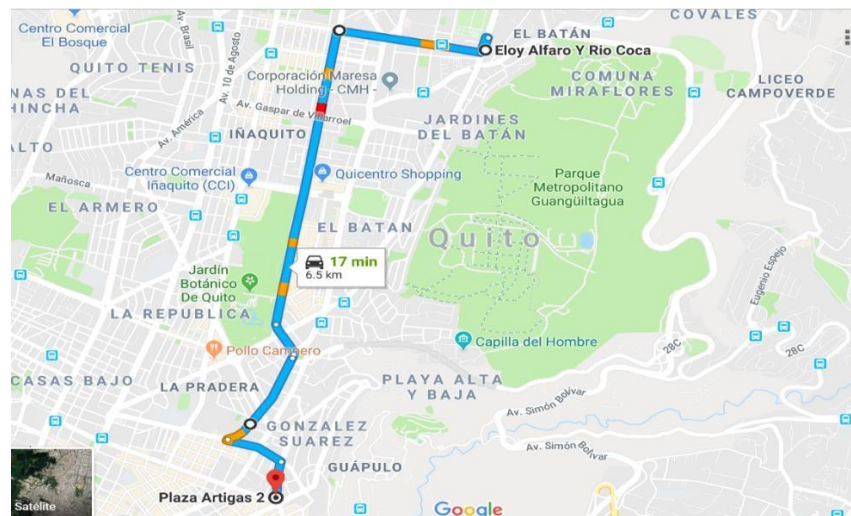 COVALES
Centro Comercial
El Bosque
Av. Brasil
EL BATÁN
Eloy Alfaro Y Rio Coca
QUITO TENIS
Av. 10 de Agosto
Corporación Maresa
Holding - CMH -
COMUNA
MIRAFLORES
LICEO
CAMPOVERDE
NAS DEL
HINCHA
Av. Gaspar de Villarroel
Av. América
IÑAQUITO
JARDINES
DEL BATÁN
ALTO
Centro Comercial
Iñaquito (CCI)
Quicentro Shopping
Parque
Metropolitano
Guangüiltagua
Mañosca
EL ARMERO
EL BATAN
Quito
17 min
6.5 km
Jardín
Botánico
De Quito
Eugenio Espejo
LA REPUBLICA
Capilla del Hombre
Pollo Campero
28C
28C
CASAS BAJO
LA PRADERA
PLAYA ALTA
Y BAJA
Av. Simón Bolívar
GONZALEZ
SUAREZ
Av. Simón Bolívar
GUÁPULO
Plaza Artigas 2
Satélite
Google